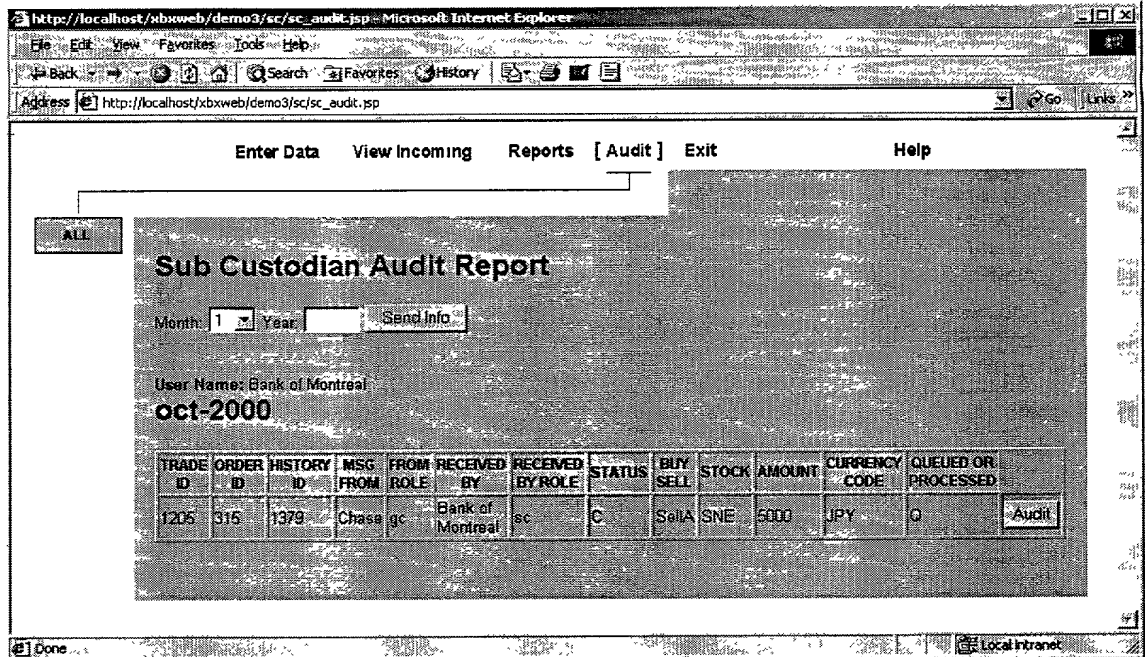 http://localhost/xbxweb/demo3/sc/sc_audit.jsp - Microsoft Internet Explorer
File Edit View Favorites Tools Help
Back Search Favorites History
Address http://localhost/xbxweb/demo3/sc/sc_audit.jsp Go Links »
Enter Data View Incoming Reports [ Audit ] Exit Help
ALL
Sub Custodian Audit Report
Month: 1 Year: Send Info
User Name: Bank of Montreal
oct-2000
TRADE ID ORDER ID HISTORY ID MSG FROM FROM ROLE RECEIVED BY RECEIVED BY ROLE STATUS BUY SELL STOCK AMOUNT CURRENCY CODE QUEUED OR PROCESSED
1205 315 1379 Chase gc Bank of Montreal sc C SellA SNE 5000 JPY Q Audit
Done Local intranet